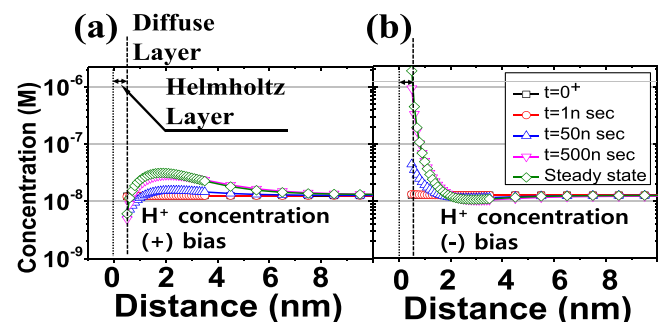 (a)
Diffuse
Layer
(b)
Helmholtz
Layer
Concentration (M)
10⁻⁶
10⁻⁷
10⁻⁸
10⁻⁹
H⁺ concentration
(+) bias
0 2 4 6 8
Distance (nm)
t=0⁺
t=1n sec
t=50n sec
t=500n sec
Steady state
H⁺ concentration
(-) bias
0 2 4 6 8
Distance (nm)